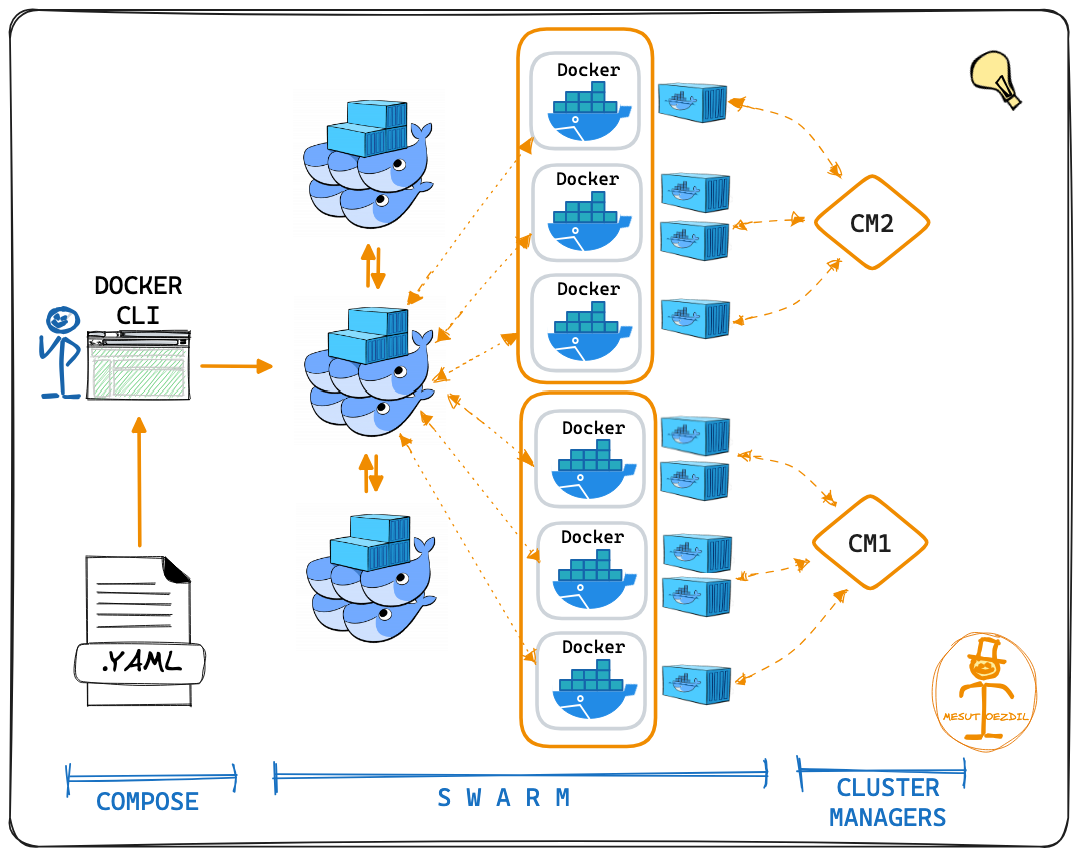 Docker
Docker
Docker
CM2
DOCKER
CLI
Docker
Docker
Docker
CM1
.YAML
MESUT OEZDIL
COMPOSE
S W A R M
CLUSTER
MANAGERS